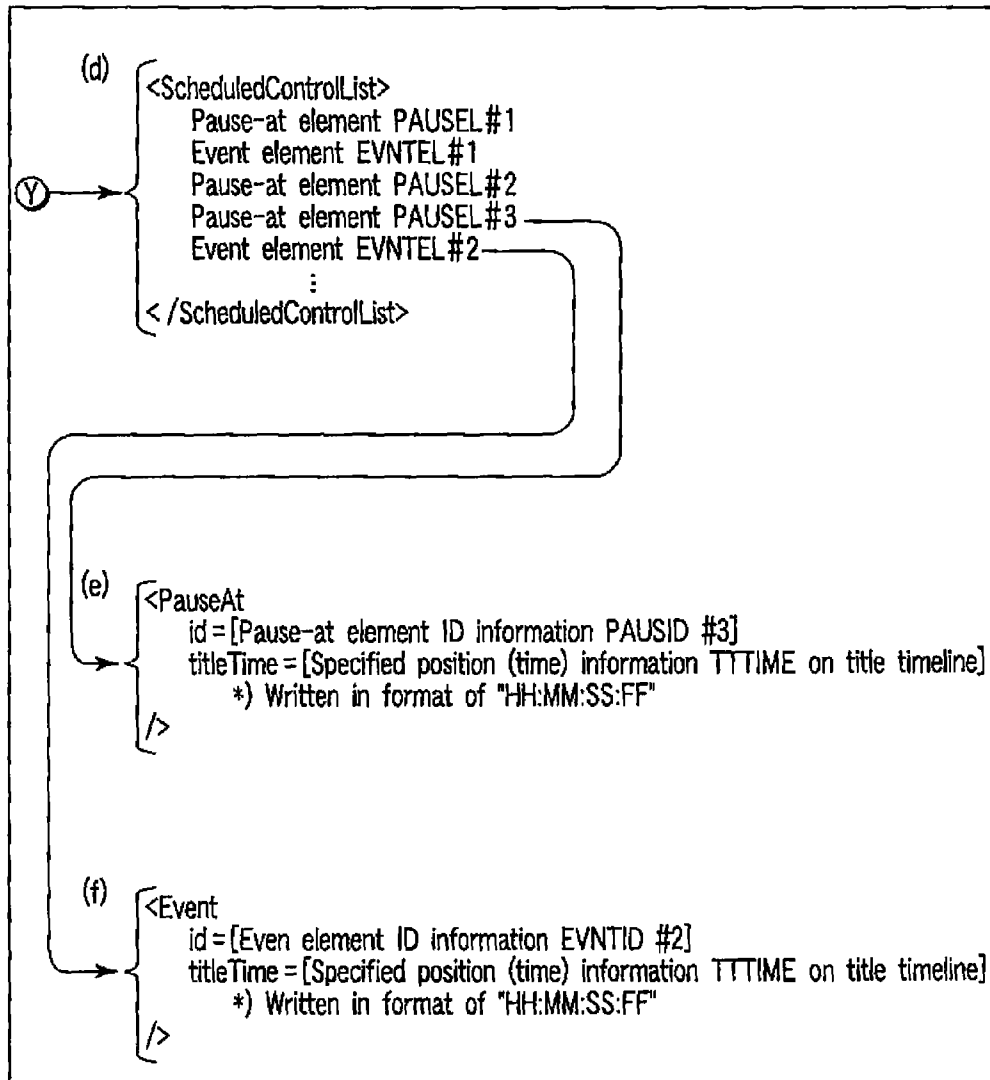 (d)
<ScheduledControlList>
Pause-at element PAUSEL#1
Event element EVNTEL#1
Pause-at element PAUSEL#2
Pause-at element PAUSEL#3
Event element EVNTEL#2
⋮
</ScheduledControlList>
Y
(e)
<PauseAt
id=[Pause-at element ID information PAUSID #3]
titleTime=[Specified position (time) information TTTIME on title timeline]
*) Written in format of "HH:MM:SS:FF"
/>
(f)
<Event
id=[Even element ID information EVNTID #2]
titleTime=[Specified position (time) information TTTIME on title timeline]
*) Written in format of "HH:MM:SS:FF"
/>